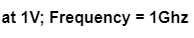 at 1V; Frequency = 1Ghz